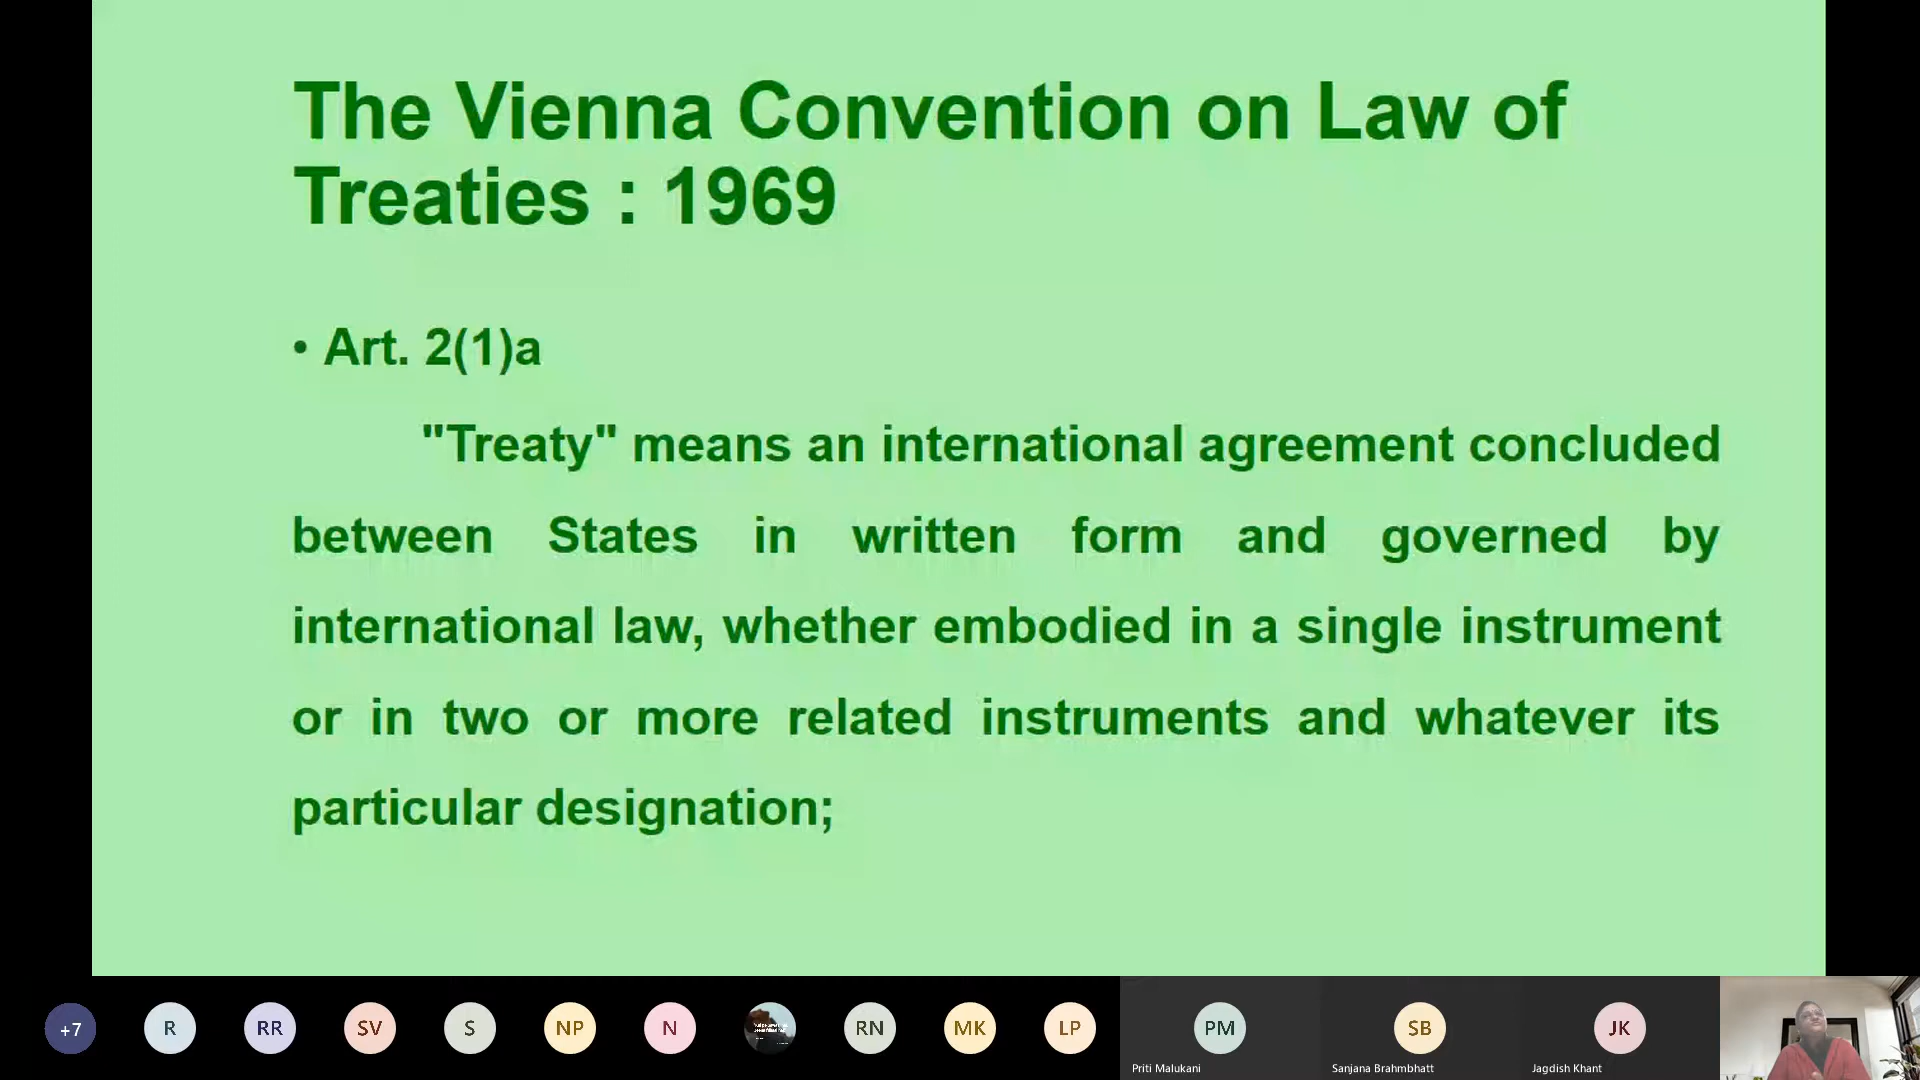 The Vienna Convention on Law of
Treaties : 1969
• Art. 2(1)a
"Treaty" means an international agreement concluded
between States in written form and governed by
international law, whether embodied in a single instrument
or in two or more related instruments and whatever its
particular designation;
+7 R RR SV S NP N RN MK LP PM SB JK
Priti Malukani Sanjana Brahmbhatt Jagdish Khant